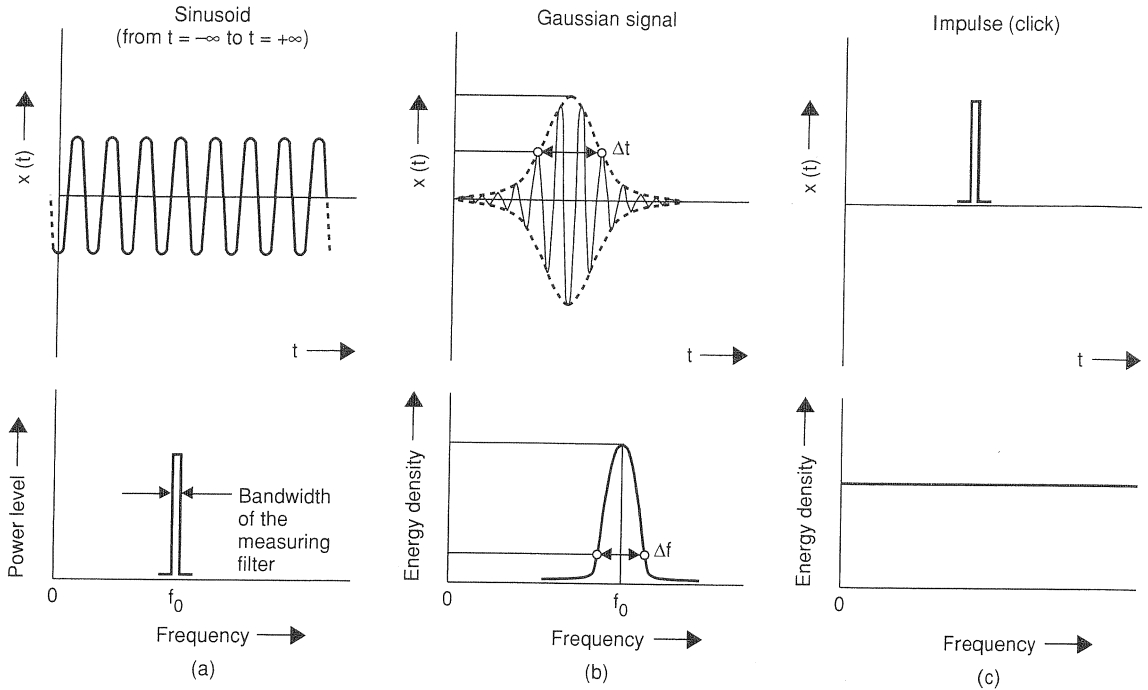 Sinusoid
(from t = –∞ to t = +∞)
x (t)
t
Power level
Bandwidth
of the
measuring
filter
0
f₀
Frequency
(a)
Gaussian signal
x (t)
Δt
t
Energy density
Δf
0
f₀
Frequency
(b)
Impulse (click)
x (t)
t
Energy density
0
Frequency
(c)